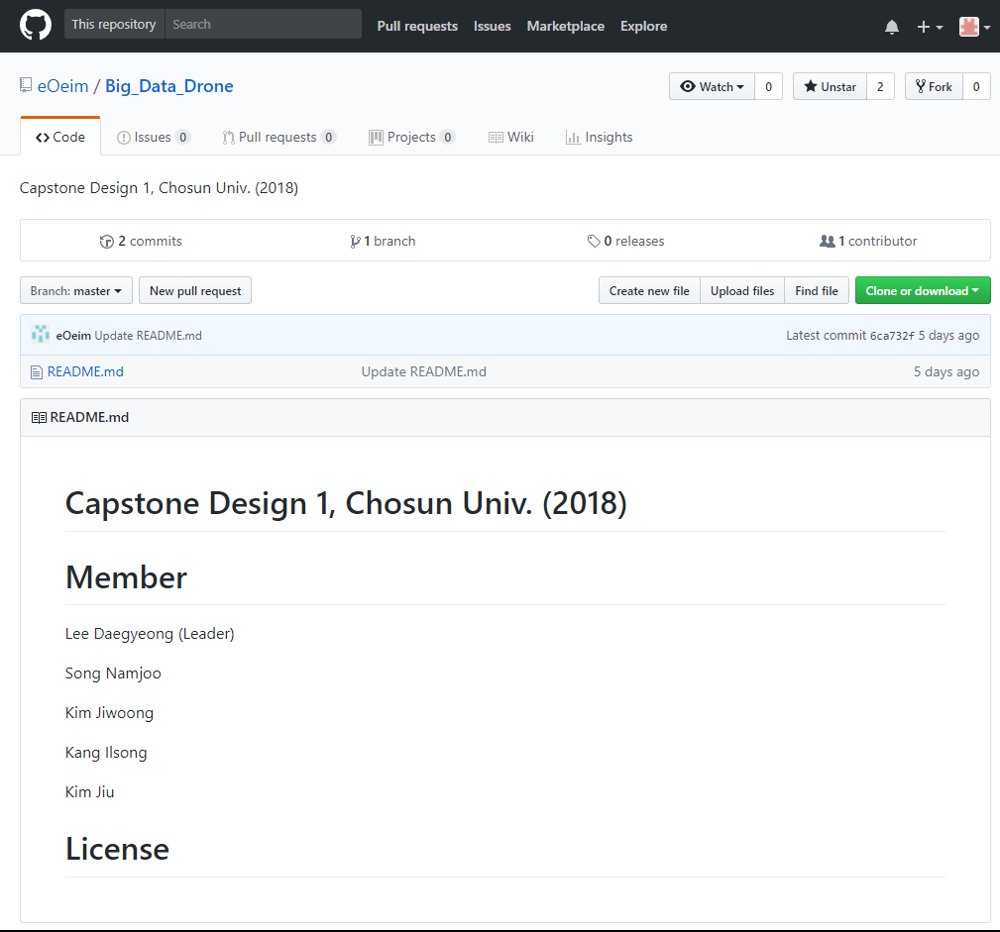 This repository Search Pull requests Issues Marketplace Explore
eOeim / Big_Data_Drone Watch 0 Unstar 2 Fork 0
Code Issues 0 Pull requests 0 Projects 0 Wiki Insights
Capstone Design 1, Chosun Univ. (2018)
2 commits 1 branch 0 releases 1 contributor
Branch: master New pull request Create new file Upload files Find file Clone or download
eOeim Update README.md Latest commit 6ca732f 5 days ago
README.md Update README.md 5 days ago
README.md
Capstone Design 1, Chosun Univ. (2018)
Member
Lee Daegyeong (Leader)
Song Namjoo
Kim Jiwoong
Kang Ilsong
Kim Jiu
License